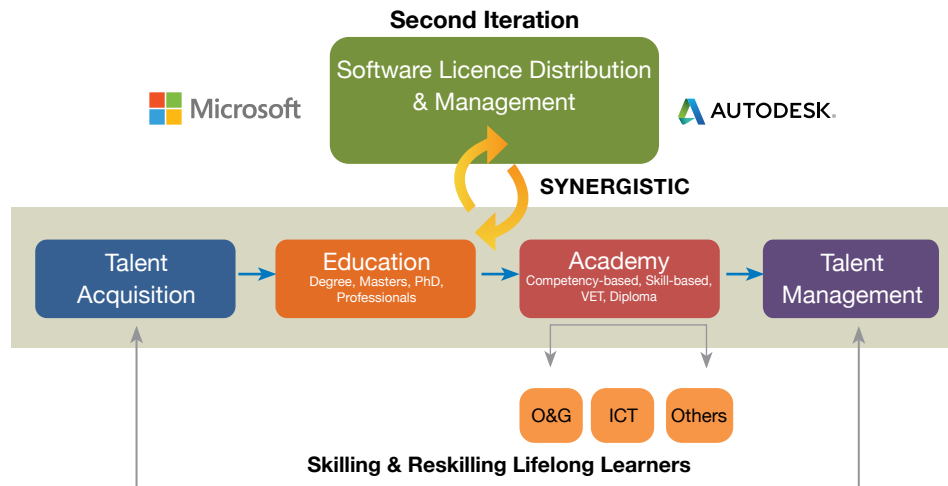 Second Iteration
Software Licence Distribution
& Management
Microsoft
AUTODESK.
SYNERGISTIC
Talent
Acquisition
Education
Degree, Masters, PhD,
Professionals
Academy
Competency-based, Skill-based,
VET, Diploma
Talent
Management
O&G
ICT
Others
Skilling & Reskilling Lifelong Learners